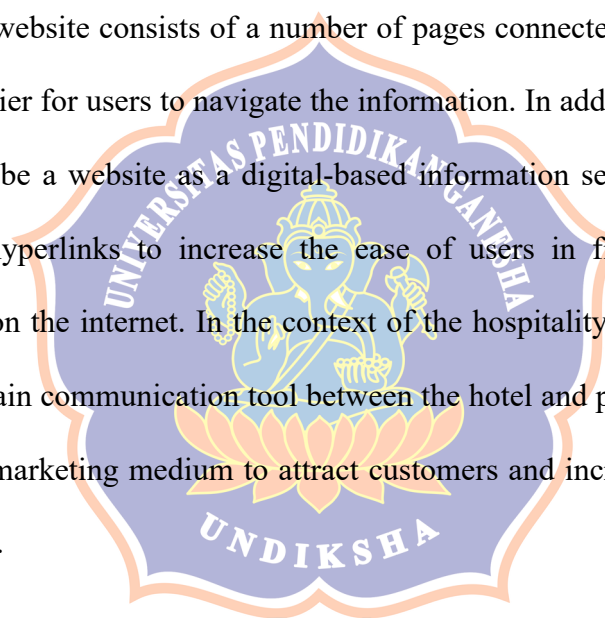 website consists of a number of pages connecte
ier for users to navigate the information. In add
UNIVERSITAS PENDIDIKAN GANESHA
be a website as a digital-based information se
yperlinks to increase the ease of users in f
on the internet. In the context of the hospitality
ain communication tool between the hotel and p
marketing medium to attract customers and inc
UNDIKSHA
.